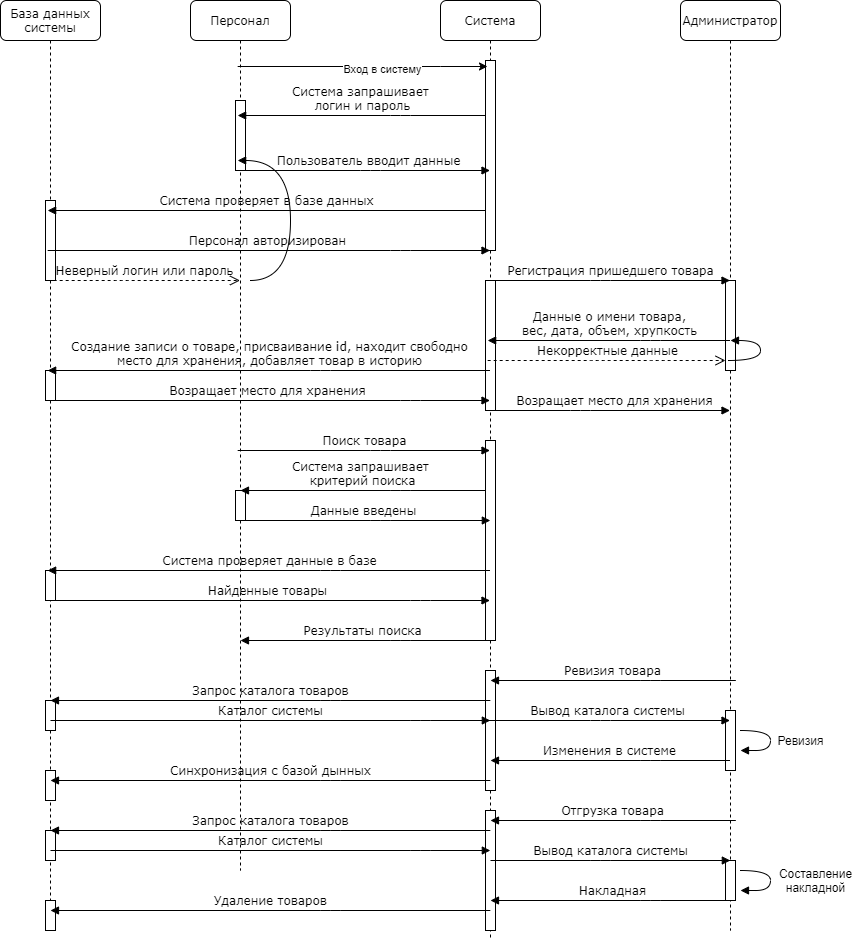 База данных
системы
Персонал
Система
Администратор
Вход в систему
Система запрашивает
логин и пароль
Пользователь вводит данные
Система проверяет в базе данных
Персонал авторизирован
Неверный логин или пароль
Регистрация пришедшего товара
Данные о имени товара,
вес, дата, объем, хрупкость
Некорректные данные
Создание записи о товаре, присваивание id, находит свободно
место для хранения, добавляет товар в историю
Возращает место для хранения
Возращает место для хранения
Поиск товара
Система запрашивает
критерий поиска
Данные введены
Система проверяет данные в базе
Найденные товары
Результаты поиска
Ревизия товара
Запрос каталога товаров
Каталог системы
Вывод каталога системы
Ревизия
Изменения в системе
Синхронизация с базой дынных
Отгрузка товара
Запрос каталога товаров
Каталог системы
Вывод каталога системы
Составление
накладной
Накладная
Удаление товаров